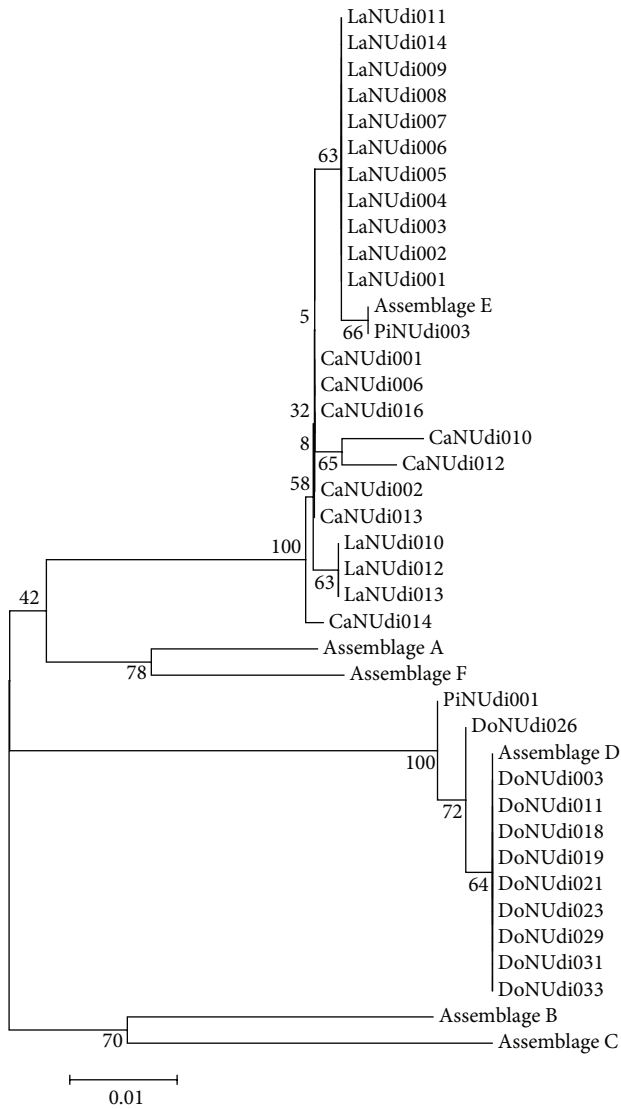 LaNUdi011
LaNUdi014
LaNUdi009
LaNUdi008
LaNUdi007
LaNUdi006
63
LaNUdi005
LaNUdi004
LaNUdi003
LaNUdi002
LaNUdi001
Assemblage E
5
66
PiNUdi003
CaNUdi001
CaNUdi006
32
CaNUdi016
8
CaNUdi010
65
CaNUdi012
58
CaNUdi002
CaNUdi013
100
LaNUdi010
LaNUdi012
63
LaNUdi013
42
CaNUdi014
Assemblage A
78
Assemblage F
PiNUdi001
DoNUdi026
100
Assemblage D
DoNUdi003
72
DoNUdi011
DoNUdi018
DoNUdi019
64
DoNUdi021
DoNUdi023
DoNUdi029
DoNUdi031
DoNUdi033
Assemblage B
70
Assemblage C
0.01